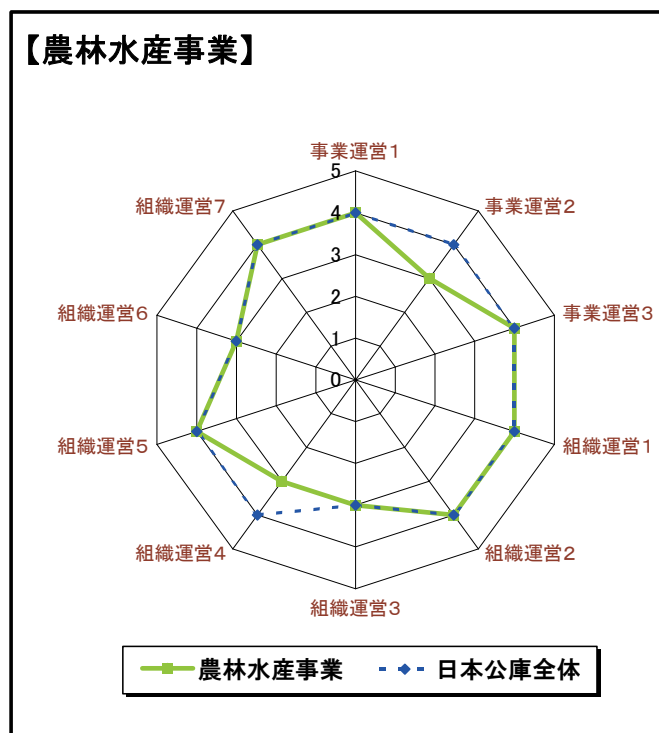 【農林水産事業】
事業運営1
5
組織運営7
事業運営2
4
3
組織運営6
事業運営3
2
1
0
組織運営5
組織運営1
組織運営4
組織運営2
組織運営3
農林水産事業 日本公庫全体